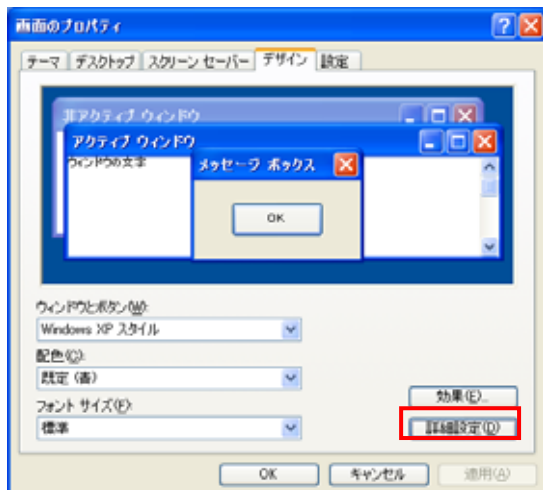 画面のプロパティ
テーマ デスクトップ スクリーン セーバー デザイン 設定
非アクティブ ウィンドウ
アクティブ ウィンドウ
ウィンドウの文字
メッセージ ボックス
OK
ウィンドウとボタン(W):
Windows XP スタイル
配色(C):
既定 (青)
フォント サイズ(F):
標準
効果(E)...
詳細設定(D)
OK キャンセル 適用(A)